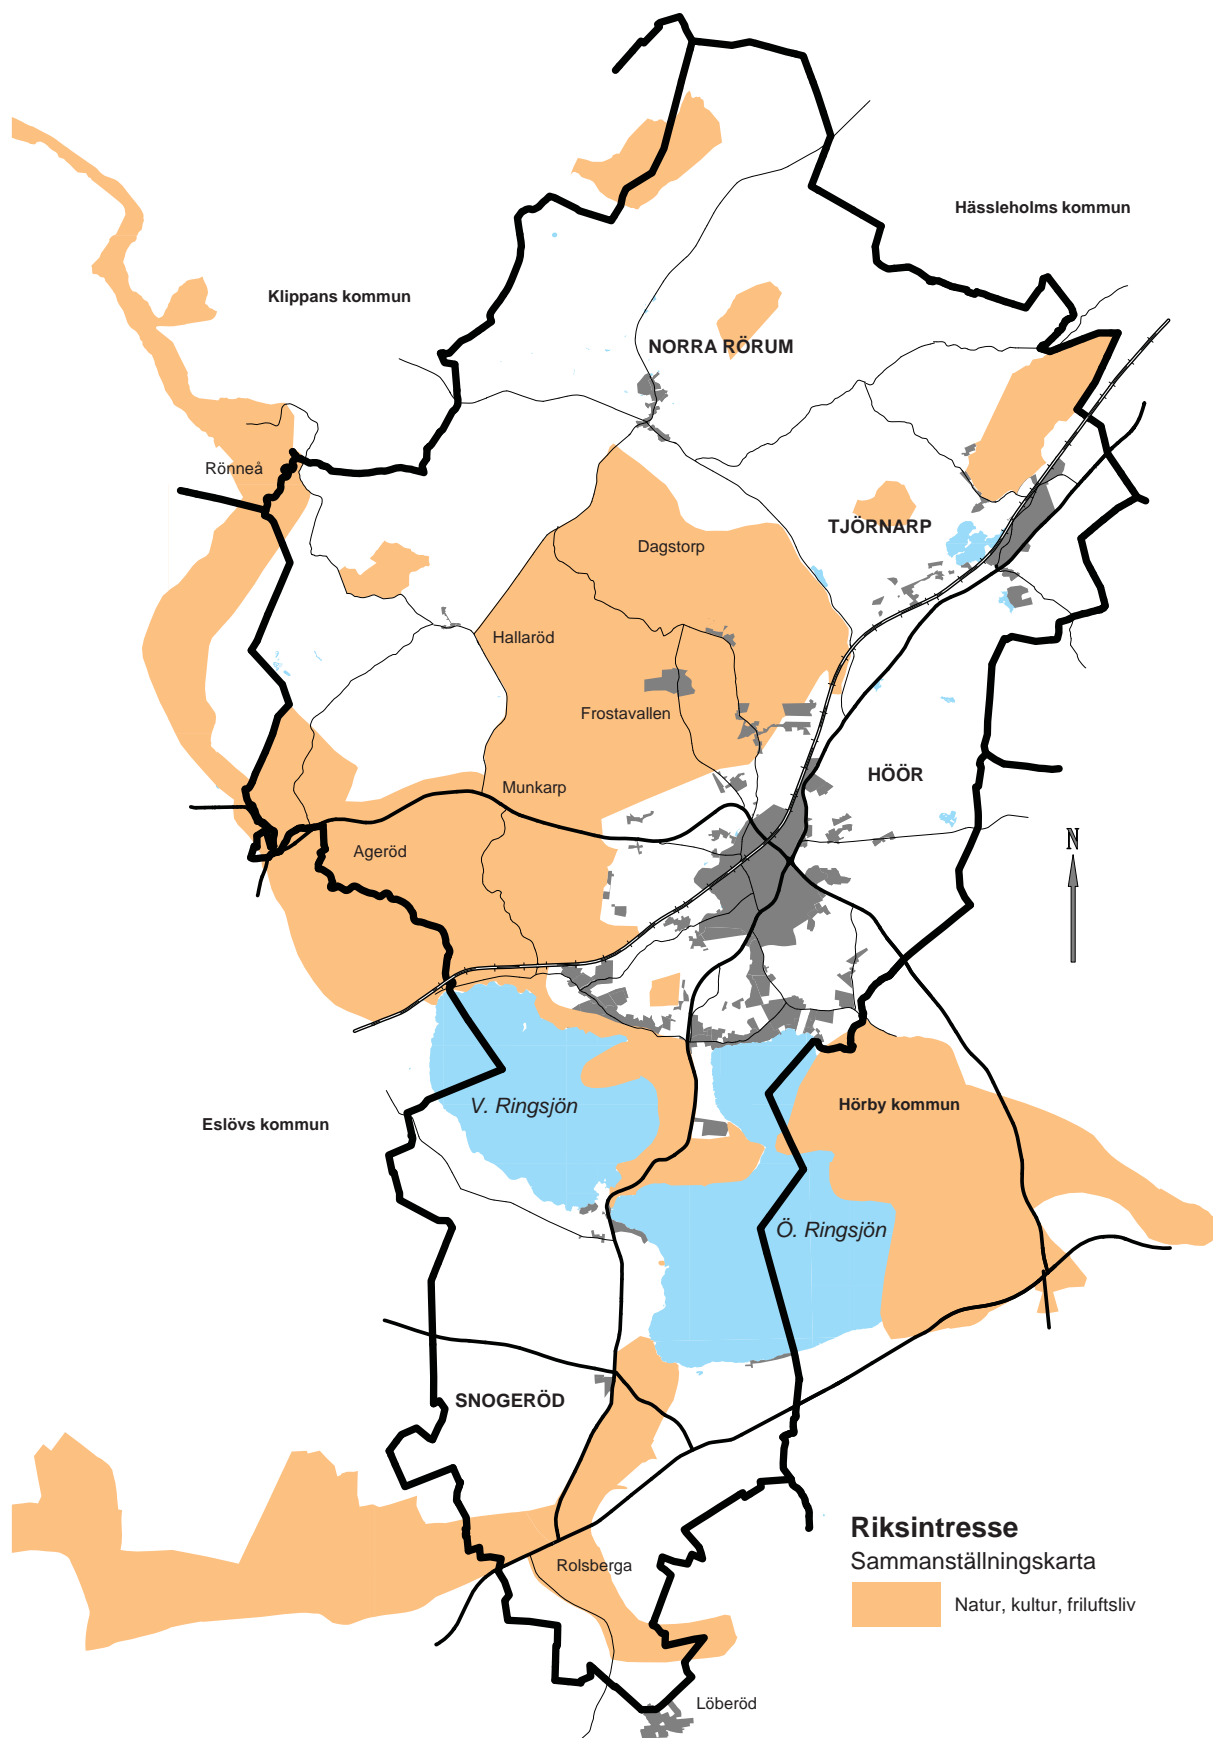 Hässleholms kommun
Klippans kommun
NORRA RÖRUM
Rönneå
TJÖRNARP
Dagstorp
Hallaröd
Frostavallen
HÖÖR
Munkarp
N
Ageröd
V. Ringsjön
Hörby kommun
Eslövs kommun
Ö. Ringsjön
SNOGERÖD
Riksintresse
Sammanställningskarta
Rolsberga
Natur, kultur, friluftsliv
Löberöd